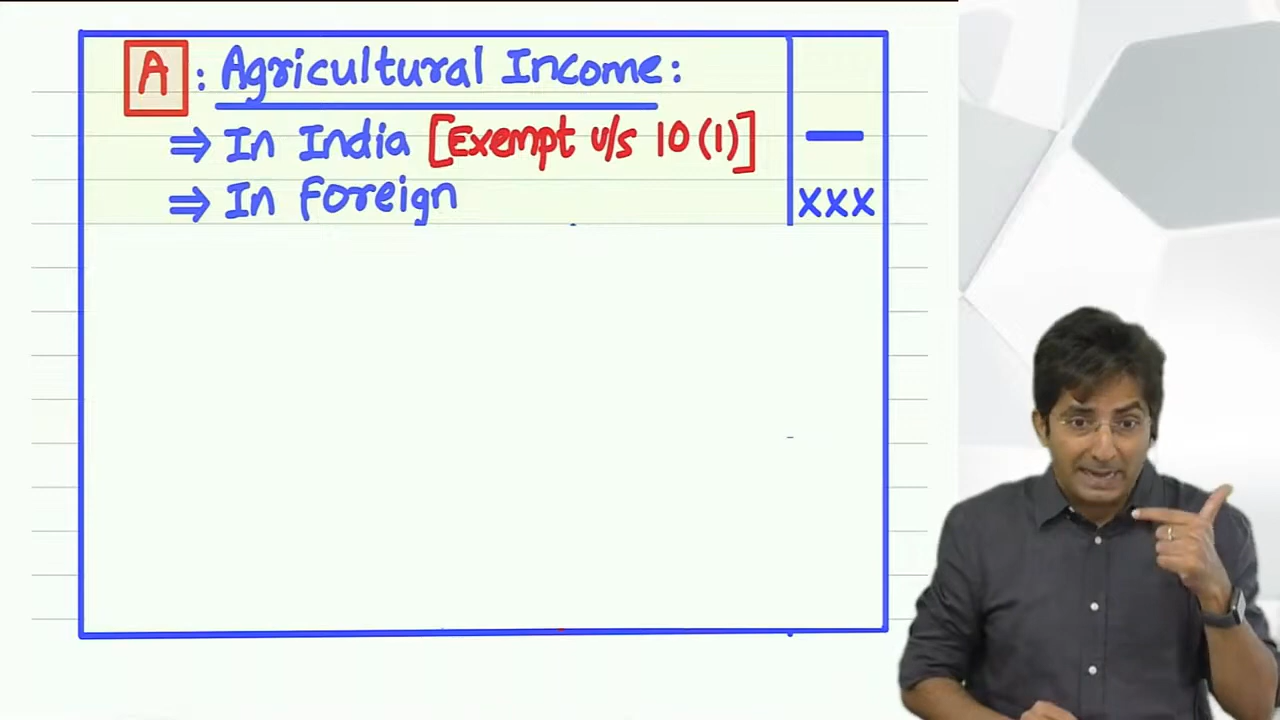 A : Agricultural Income :
⇒ In India [Exempt u/s 10 (1)] —
⇒ In Foreign XXX